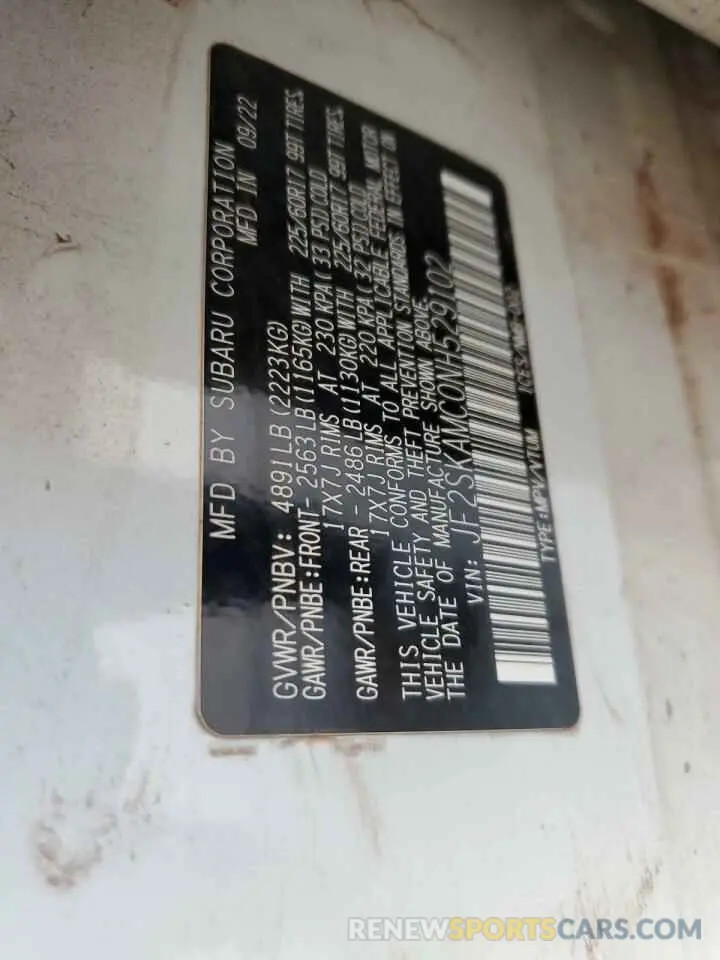 MFD BY SUBARU CORPORATION
MFD IN 09/22
GVWR/PNBV: 4891LB(2223KG)
GAWR/PNBE:FRONT- 2563LB(1165KG)WITH 225/60R17 99T TIRES.
17X7J RIMS AT 230 KPA( 33 PSI)COLD.
GAWR/PNBE:REAR - 2486LB(1130KG)WITH 225/60R17 99T TIRES.
17X7J RIMS AT 220 KPA( 32 PSI)COLD.
THIS VEHICLE CONFORMS TO ALL APPLICABLE FEDERAL MOTOR
VEHICLE SAFETY AND THEFT PREVENTION STANDARDS IN EFFECT ON
THE DATE OF MANUFACTURE SHOWN ABOVE.
VIN: JF2SKAMC0NH529102
TYPE:MPV/VTUM
RENEWSPORTSCARS.COM